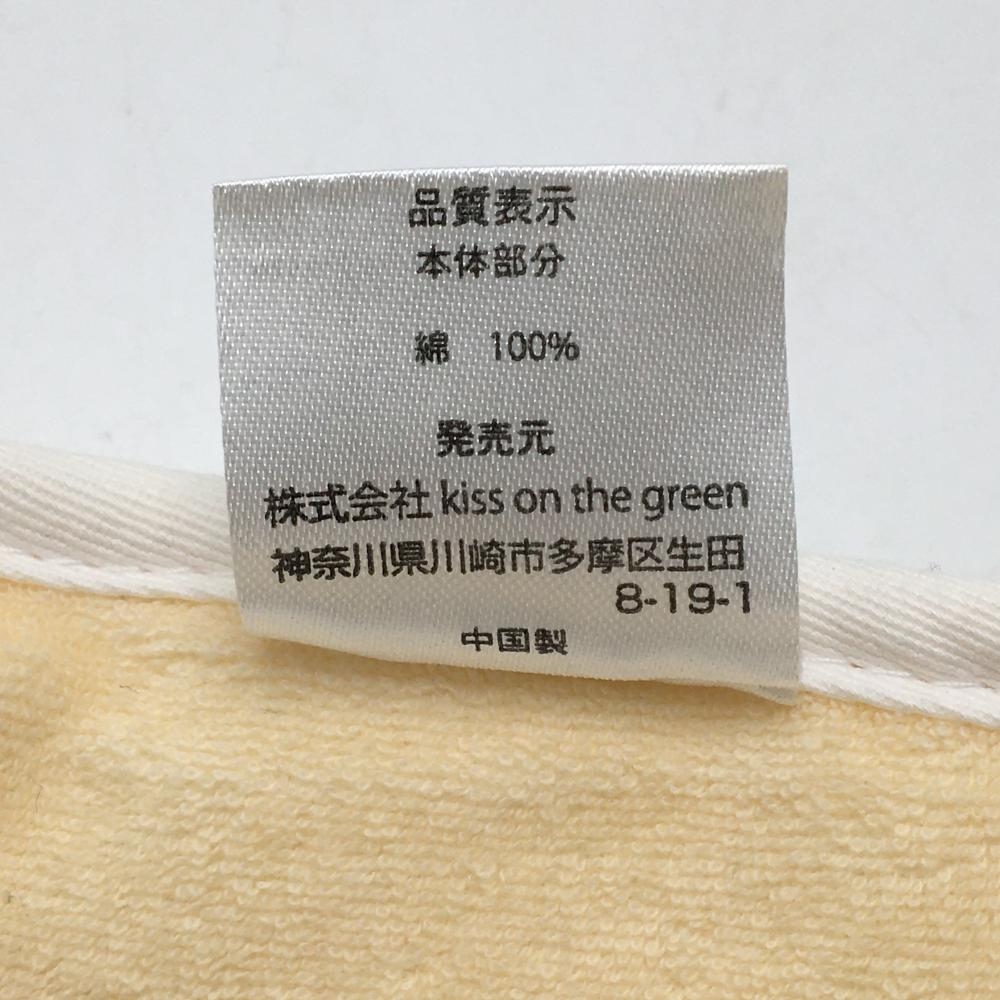 品質表示
本体部分
綿　100%
発売元
株式会社 kiss on the green
神奈川県川崎市多摩区生田
8-19-1
中国製